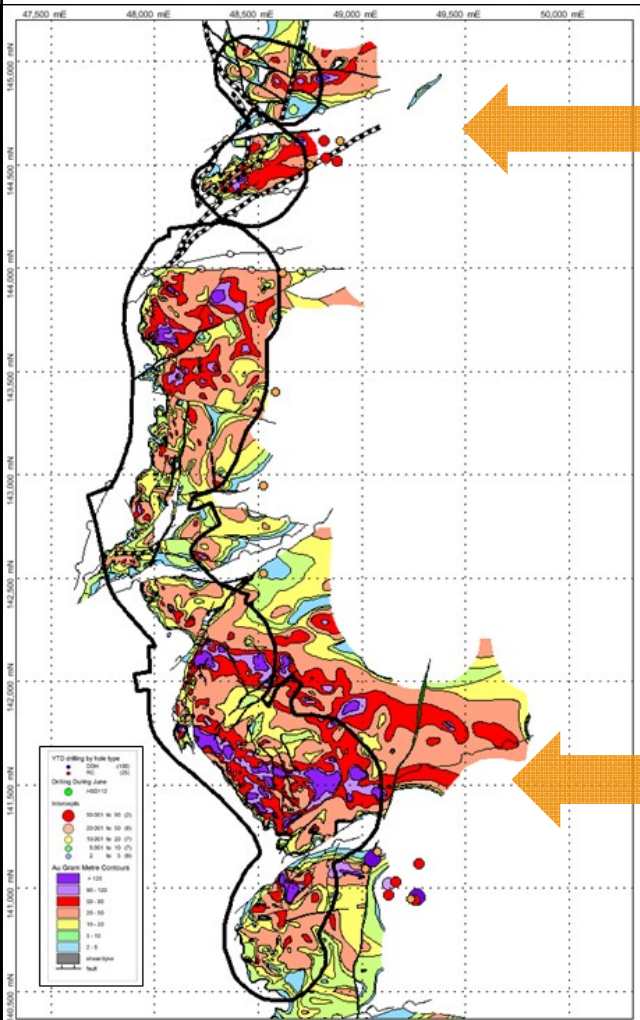 47,500 mE
48,000 mE
48,500 mE
49,000 mE
49,500 mE
50,000 mE
145,000 mN
144,500 mN
144,000 mN
143,500 mN
143,000 mN
142,500 mN
142,000 mN
141,500 mN
141,000 mN
YTD drilling by hole type
DDH (100)
RC (25)
Drilling During June
Intercepts
Au Gram Metre Contours
> 120
90 - 120
20 - 50
10 - 20
5 - 10
2 - 5
fault